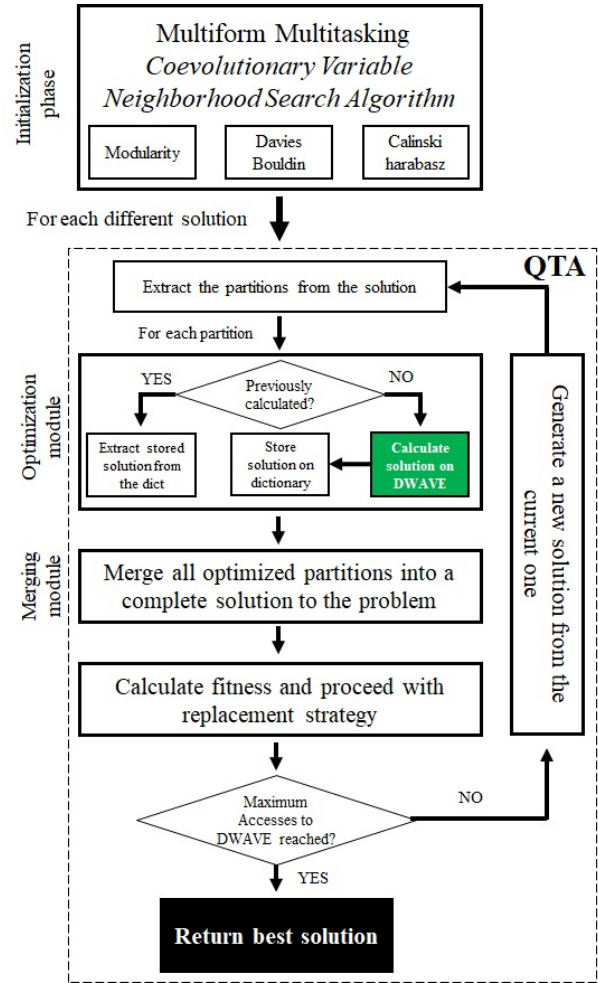 Initialization
phase
Multiform Multitasking
Coevolutionary Variable
Neighborhood Search Algorithm
Modularity
Davies
Bouldin
Calinski
harabasz
For each different solution
QTA
Extract the partitions from the solution
For each partition
Optimization
module
YES
Previously
calculated?
NO
Extract stored
solution from
the dict
Store
solution on
dictionary
Calculate
solution on
DWAVE
Generate a new solution from the
current one
Merging
module
Merge all optimized partitions into a
complete solution to the problem
Calculate fitness and proceed with
replacement strategy
Maximum
Accesses to
DWAVE reached?
NO
YES
Return best solution